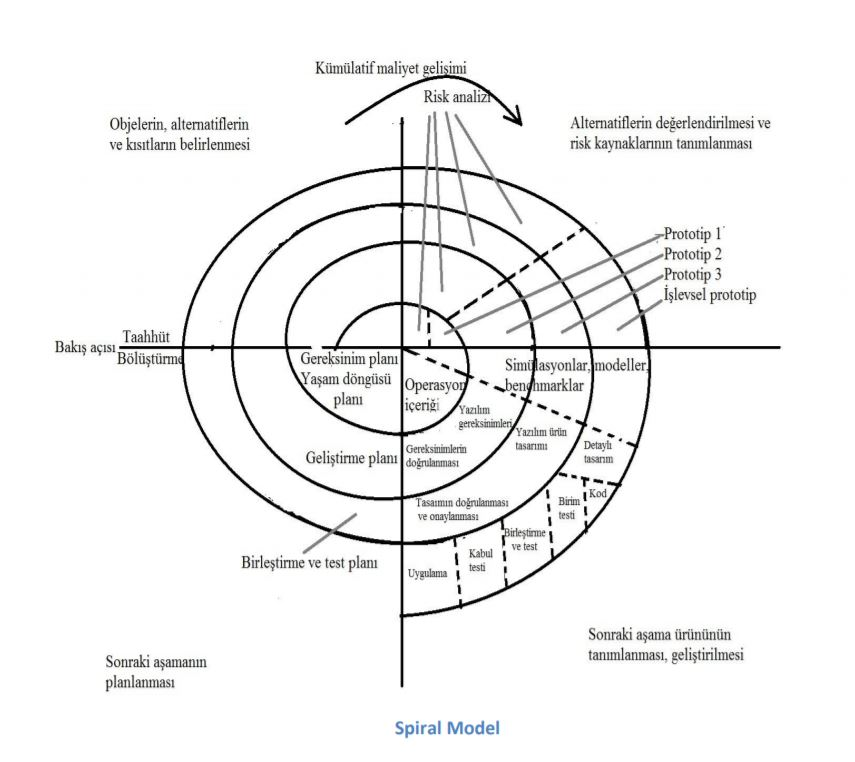 Kümülatif maliyet gelişimi
Risk analizi
Objelerin, alternatiflerin
ve kısıtların belirlenmesi
Alternatiflerin değerlendirilmesi ve
risk kaynaklarının tanımlanması
Prototip 1
Prototip 2
Prototip 3
İşlevsel prototip
Bakış açısı
Taahhüt
Bölüştürme
Gereksinim planı
Yaşam döngüsü
planı
Operasyon
içeriği
Simülasyonlar, modeller,
benchmarklar
Yazılım
gereksinimleri
Yazılım ürün
tasarımı
Detaylı
tasarım
Geliştirme planı
Gereksinimlerin
doğrulanması
Tasaımın doğrulanması
ve onaylanması
Kod
Birim
testi
Birleştirme
ve test
Kabul
testi
Uygulama
Birleştirme ve test planı
Sonraki aşamanın
planlanması
Sonraki aşama ürününün
tanımlanması, geliştirilmesi
Spiral Model